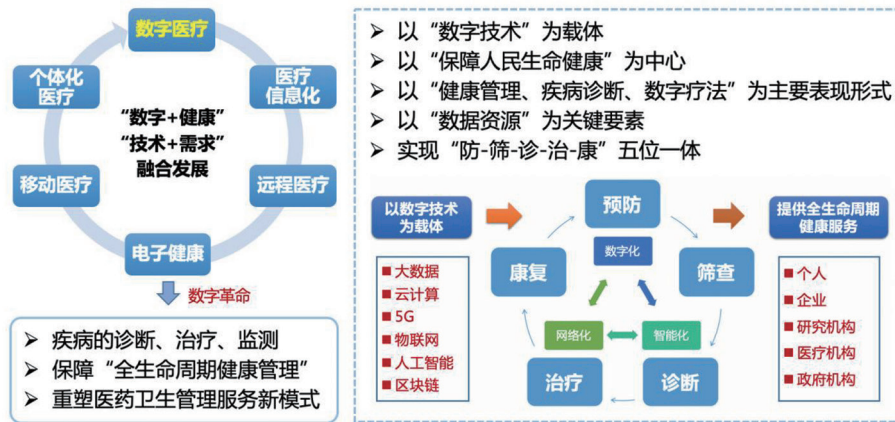 数字医疗
个体化
医疗
医疗
信息化
“数字+健康”
“技术+需求”
融合发展
移动医疗
远程医疗
电子健康
数字革命
➢ 疾病的诊断、治疗、监测
➢ 保障“全生命周期健康管理”
➢ 重塑医药卫生管理服务新模式
➢ 以“数字技术”为载体
➢ 以“保障人民生命健康”为中心
➢ 以“健康管理、疾病诊断、数字疗法”为主要表现形式
➢ 以“数据资源”为关键要素
➢ 实现“防-筛-诊-治-康”五位一体
以数字技术
为载体
■ 大数据
■ 云计算
■ 5G
■ 物联网
■ 人工智能
■ 区块链
预防
康复
数字化
筛查
网络化
智能化
治疗
诊断
提供全生命周期
健康服务
■ 个人
■ 企业
■ 研究机构
■ 医疗机构
■ 政府机构